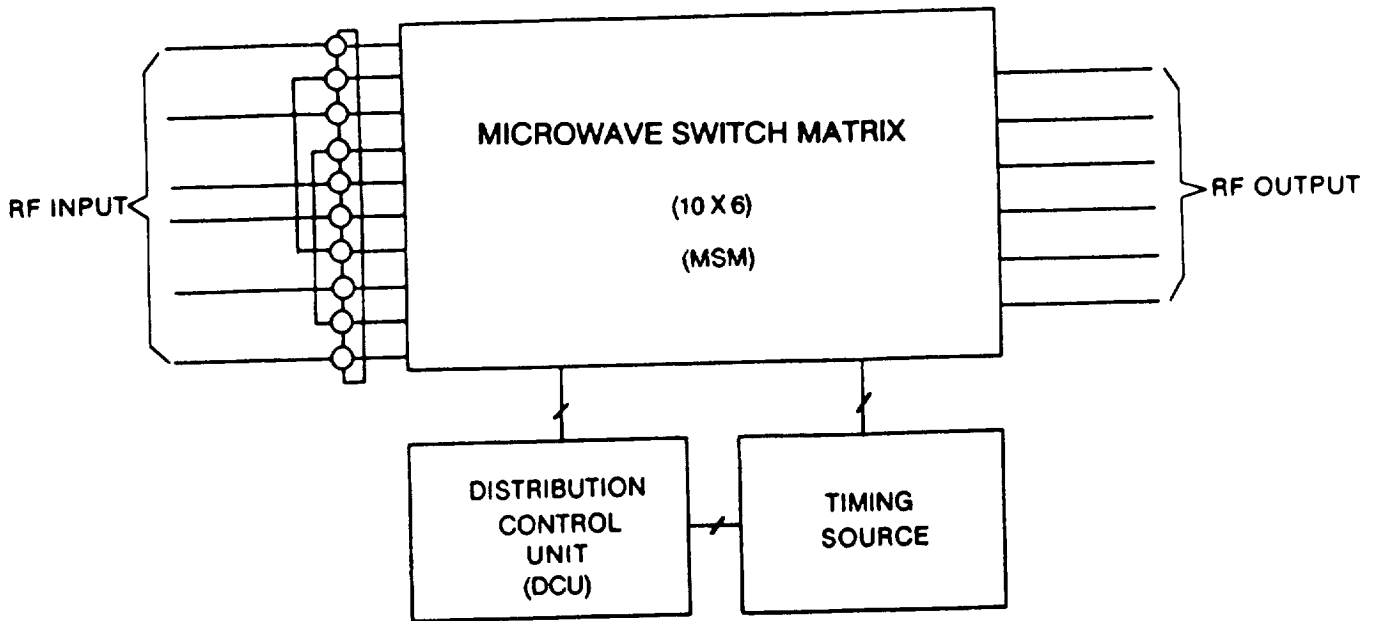 MICROWAVE SWITCH MATRIX
(10 X 6)
(MSM)
RF INPUT
RF OUTPUT
DISTRIBUTION
CONTROL
UNIT
(DCU)
TIMING
SOURCE